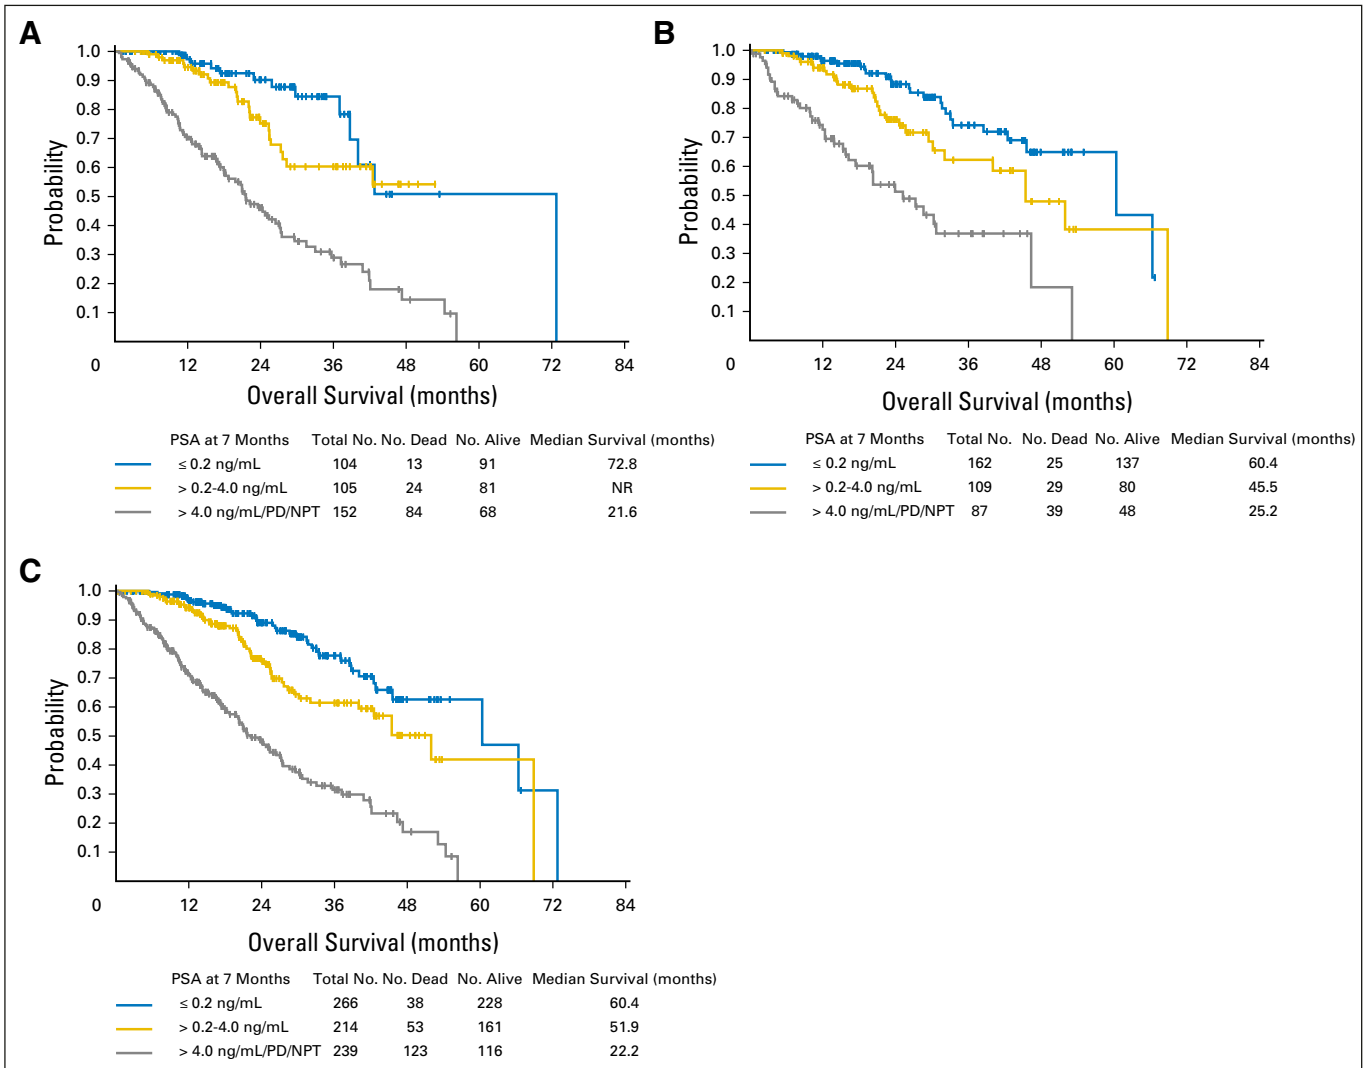 A
1.0
0.9
0.8
0.7
0.6
0.5
0.4
0.3
0.2
0.1
Probability
0 12 24 36 48 60 72 84
Overall Survival (months)
PSA at 7 Months Total No. No. Dead No. Alive Median Survival (months)
≤ 0.2 ng/mL 104 13 91 72.8
> 0.2-4.0 ng/mL 105 24 81 NR
> 4.0 ng/mL/PD/NPT 152 84 68 21.6
B
1.0
0.9
0.8
0.7
0.6
0.5
0.4
0.3
0.2
0.1
Probability
0 12 24 36 48 60 72 84
Overall Survival (months)
PSA at 7 Months Total No. No. Dead No. Alive Median Survival (months)
≤ 0.2 ng/mL 162 25 137 60.4
> 0.2-4.0 ng/mL 109 29 80 45.5
> 4.0 ng/mL/PD/NPT 87 39 48 25.2
C
1.0
0.9
0.8
0.7
0.6
0.5
0.4
0.3
0.2
0.1
Probability
0 12 24 36 48 60 72 84
Overall Survival (months)
PSA at 7 Months Total No. No. Dead No. Alive Median Survival (months)
≤ 0.2 ng/mL 266 38 228 60.4
> 0.2-4.0 ng/mL 214 53 161 51.9
> 4.0 ng/mL/PD/NPT 239 123 116 22.2